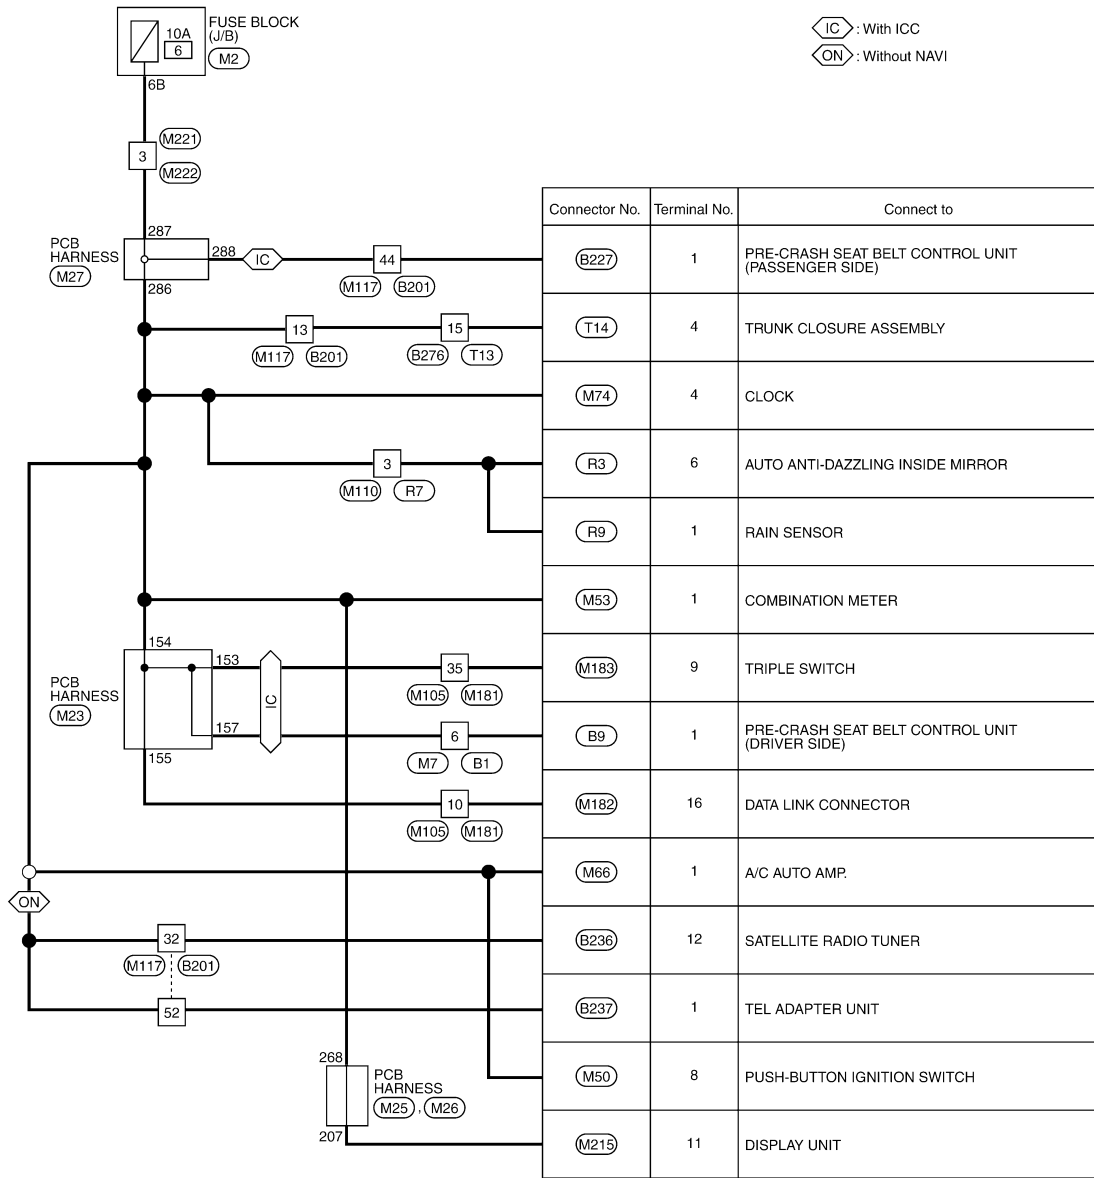 FUSE BLOCK
(J/B)
10A
6
M2
6B
IC : With ICC
ON : Without NAVI
M221
3
M222
Connector No. Terminal No. Connect to
287
PCB
HARNESS
M27
288 IC 44
M117 B201
286
B227 1 PRE-CRASH SEAT BELT CONTROL UNIT
(PASSENGER SIDE)
13 15
M117 B201 B276 T13
T14 4 TRUNK CLOSURE ASSEMBLY
M74 4 CLOCK
3
M110 R7
R3 6 AUTO ANTI-DAZZLING INSIDE MIRROR
R9 1 RAIN SENSOR
M53 1 COMBINATION METER
154
PCB
HARNESS
M23
153 IC 35
M105 M181
M183 9 TRIPLE SWITCH
157 6
M7 B1
B9 1 PRE-CRASH SEAT BELT CONTROL UNIT
(DRIVER SIDE)
155
10
M105 M181
M182 16 DATA LINK CONNECTOR
M66 1 A/C AUTO AMP.
ON
32
M117 B201
B236 12 SATELLITE RADIO TUNER
52
B237 1 TEL ADAPTER UNIT
268
PCB
HARNESS
M25 , M26
207
M50 8 PUSH-BUTTON IGNITION SWITCH
M215 11 DISPLAY UNIT